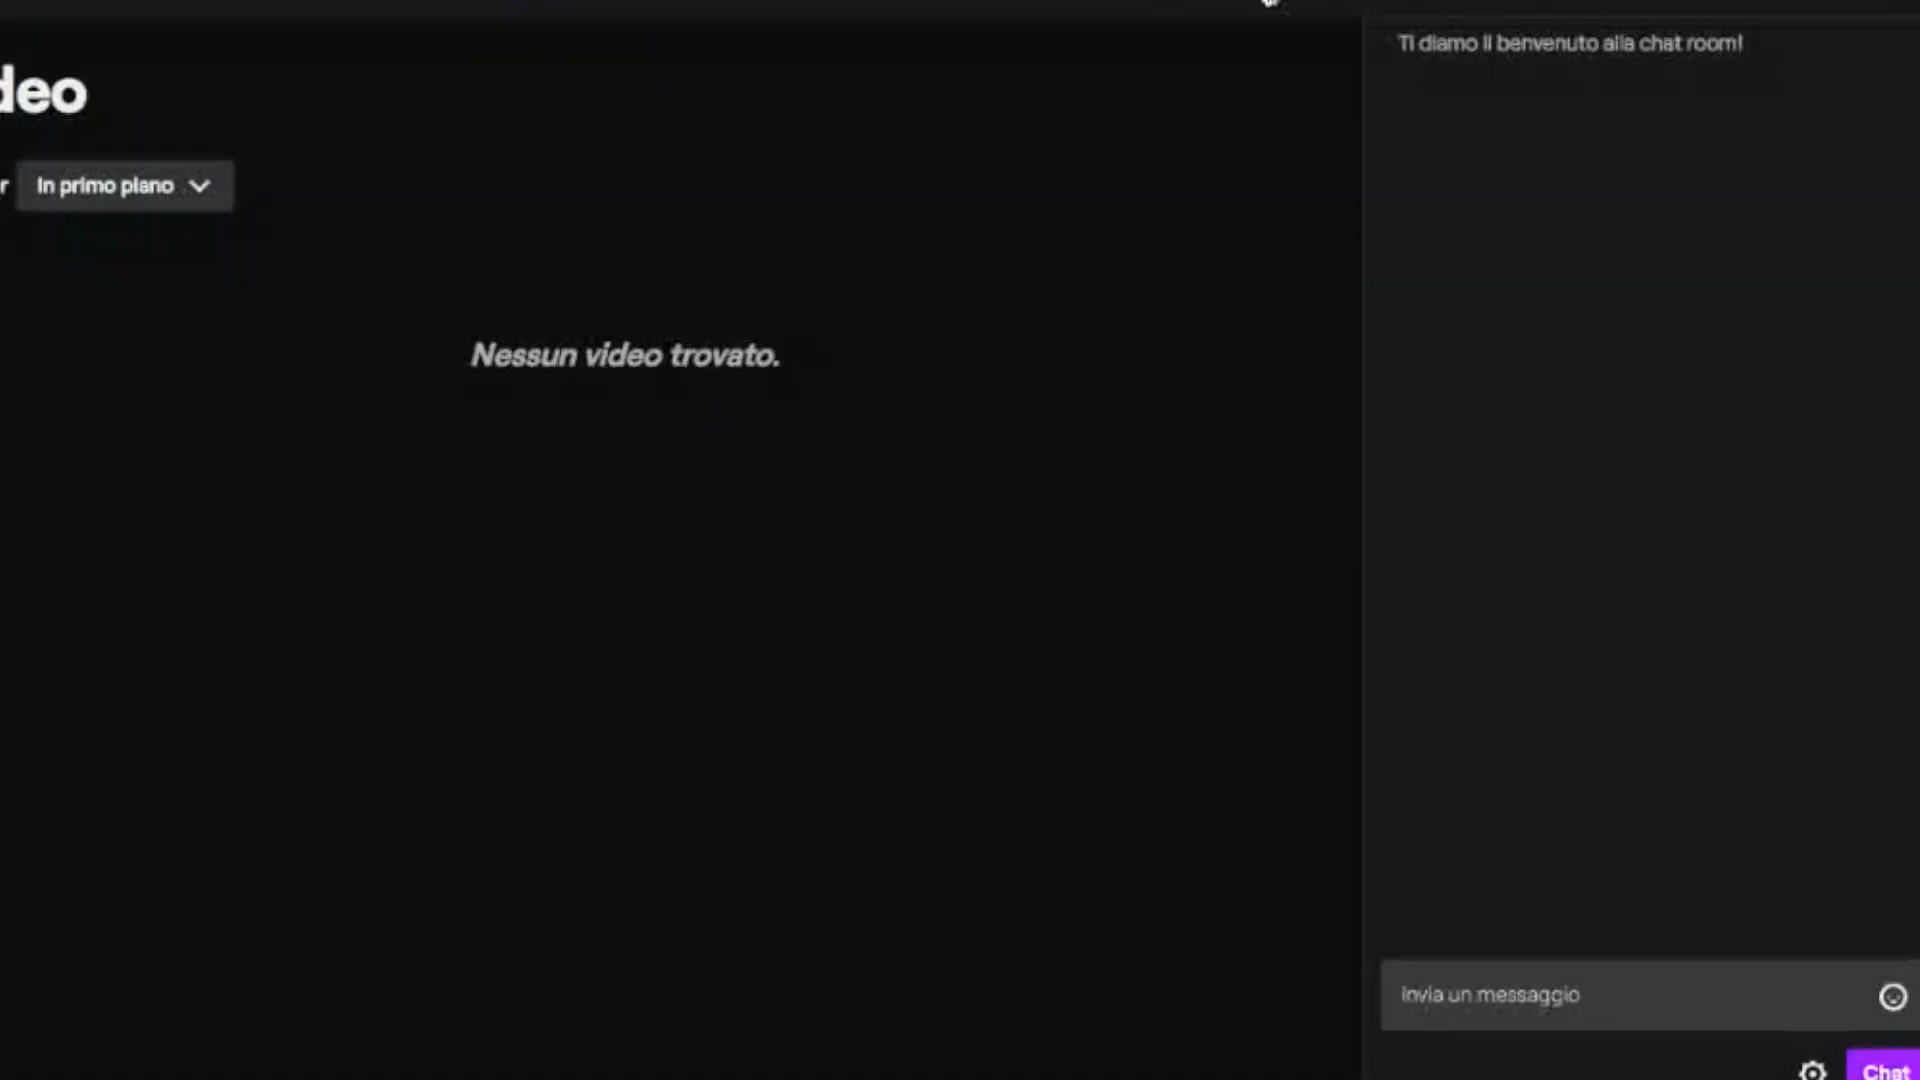 Ti diamo il benvenuto alla chat room!
deo
r In primo piano
Nessun video trovato.
Invia un messaggio
Chat